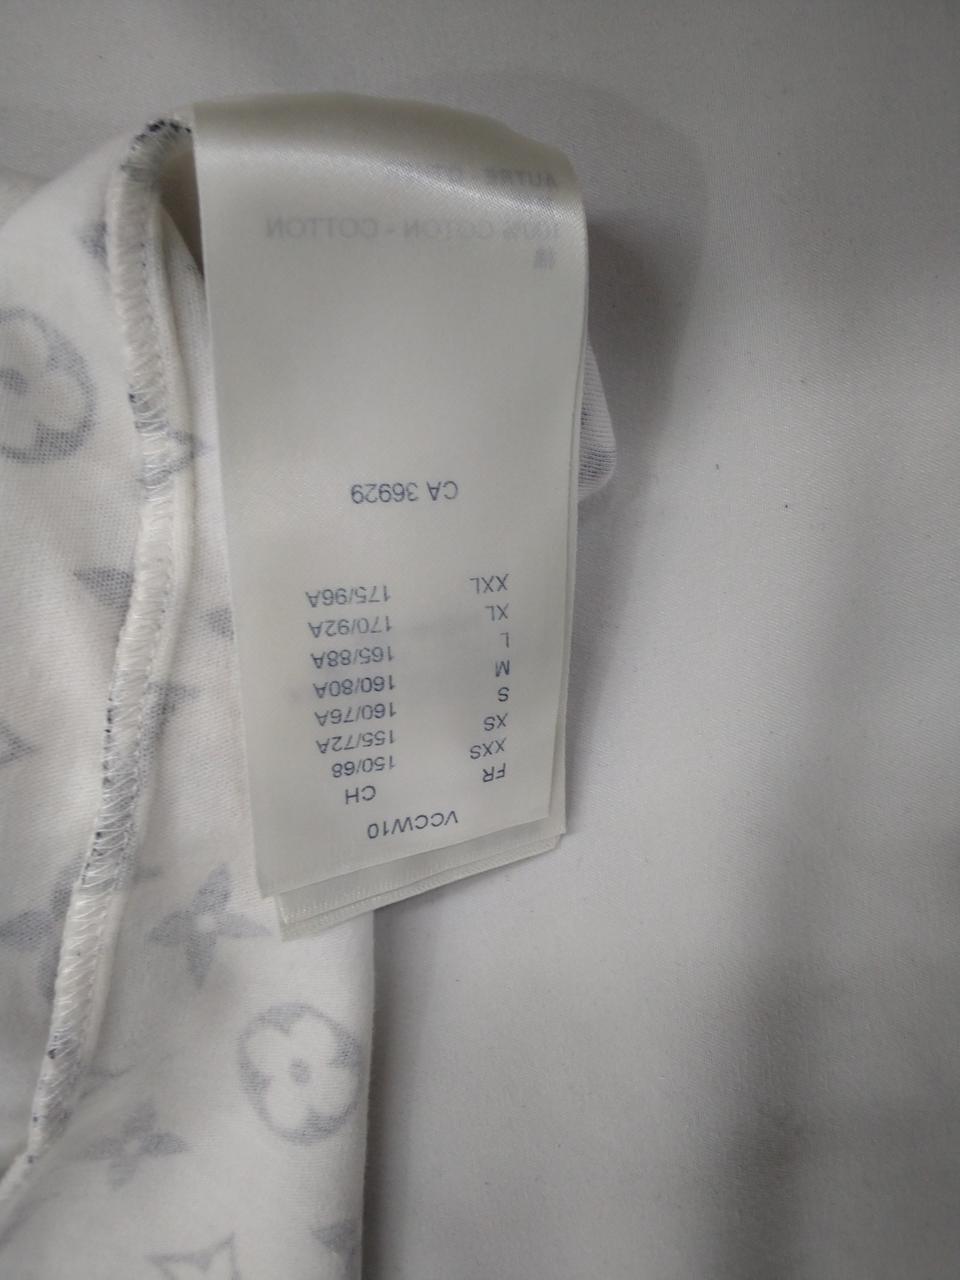 VCCW10
FR CH
XXS 150/68
XS 155/72A
S 160/76A
M 160/80A
L 165/88A
XL 170/92A
XXL 175/96A
CA 36929
AUTRE
100% COTON - COTTON